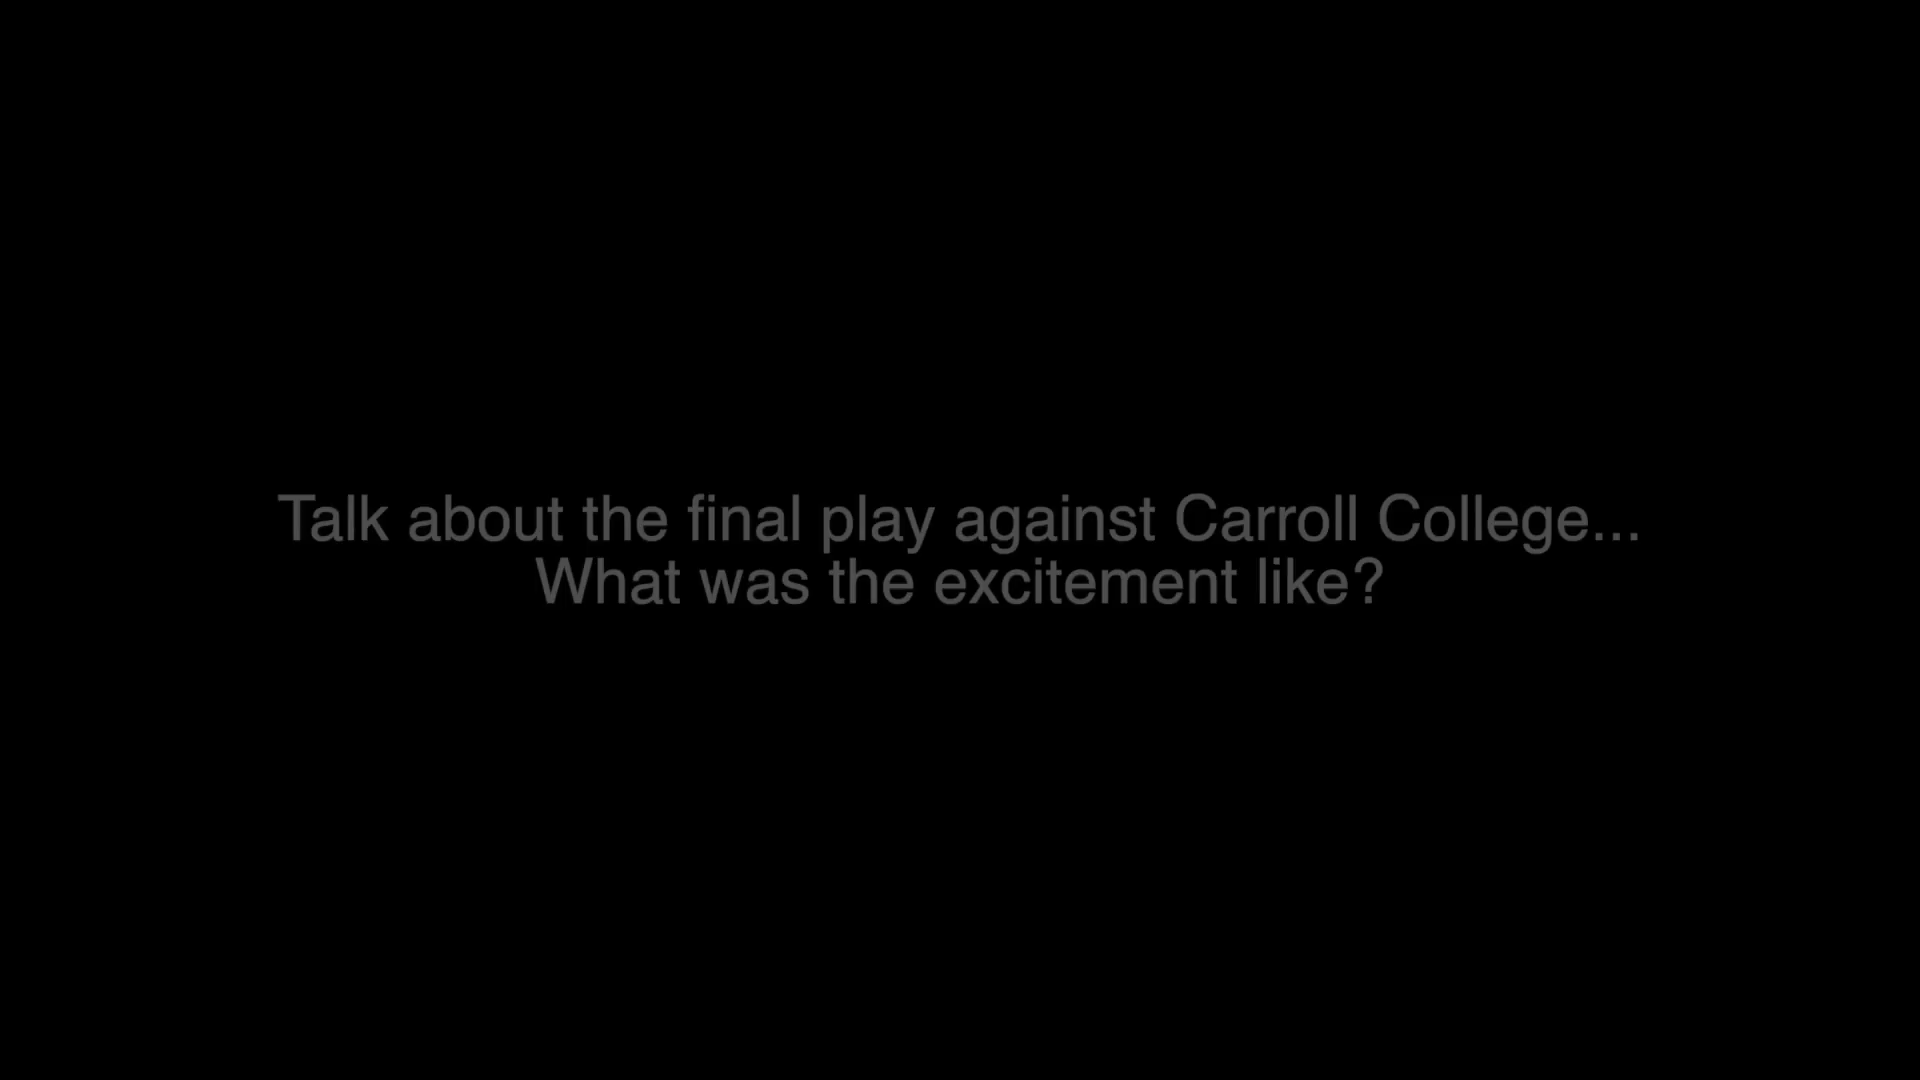 Talk about the final play against Carroll College...
What was the excitement like?